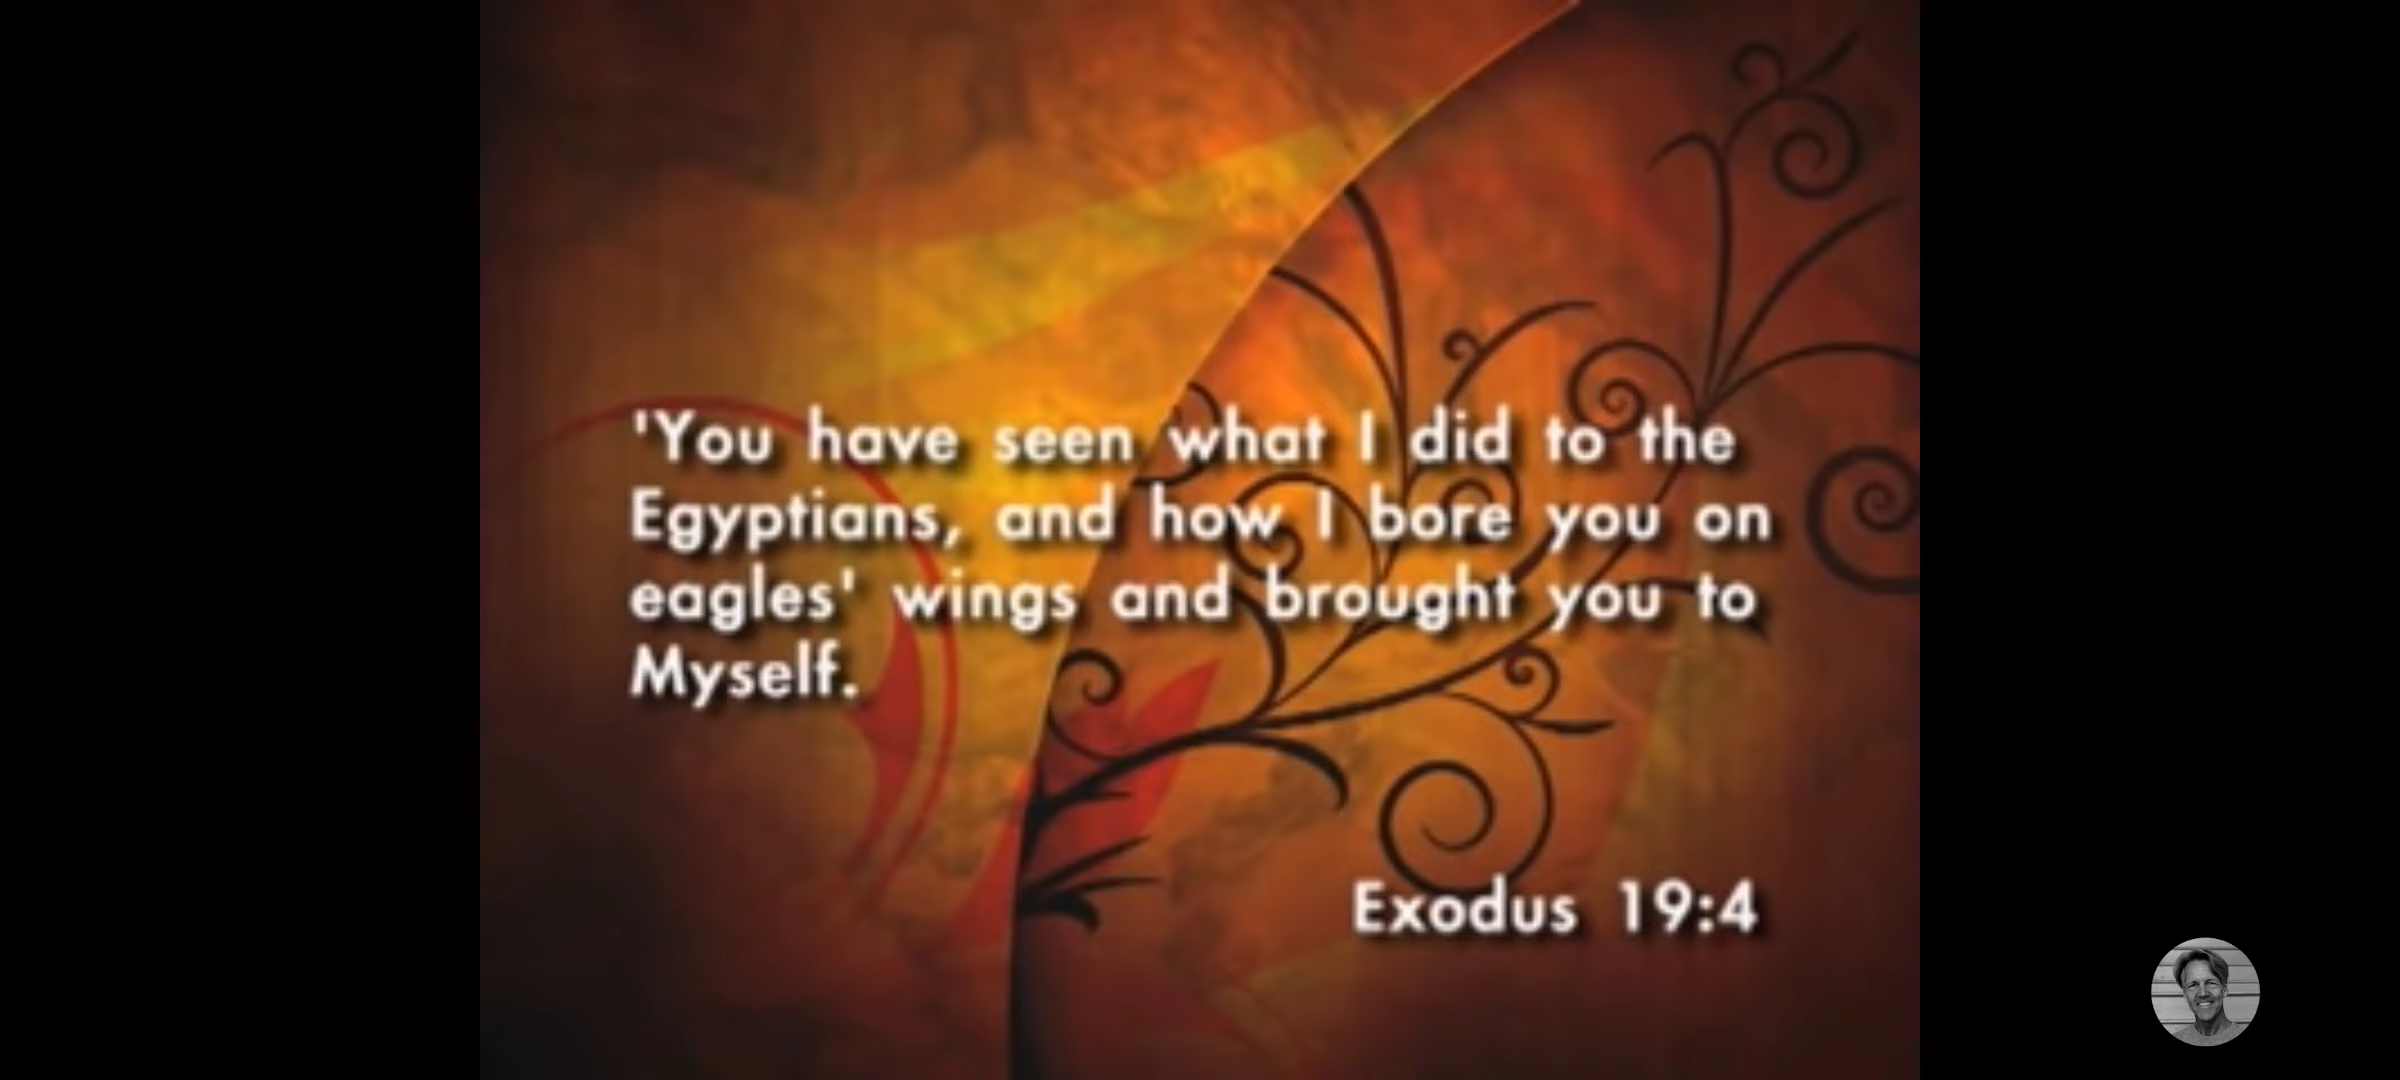 'You have seen what I did to the
Egyptians, and how I bore you on
eagles' wings and brought you to
Myself.
Exodus 19:4